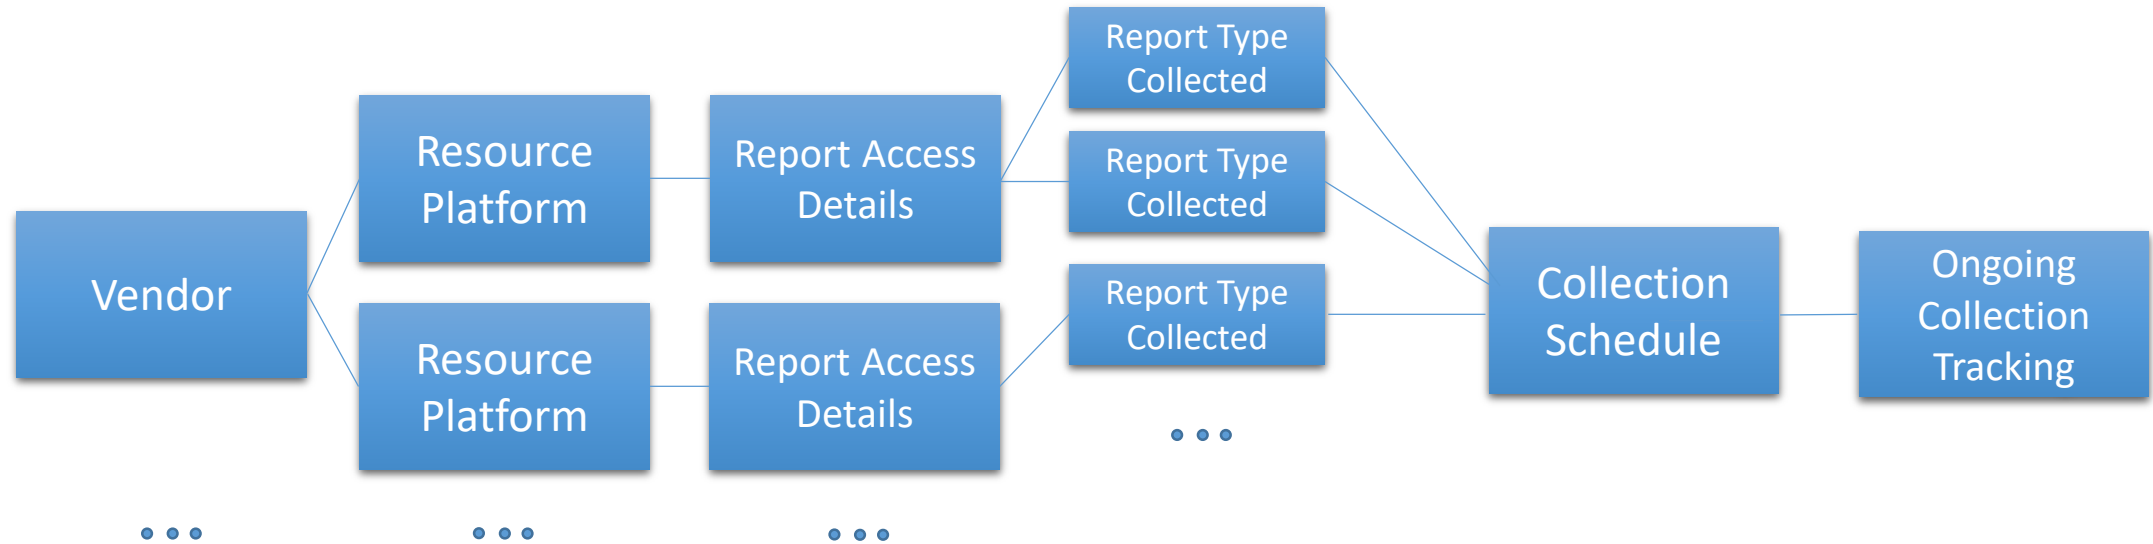 Vendor
Resource
Platform
Resource
Platform
Report Access
Details
Report Access
Details
Report Type
Collected
Report Type
Collected
Report Type
Collected
Collection
Schedule
Ongoing
Collection
Tracking